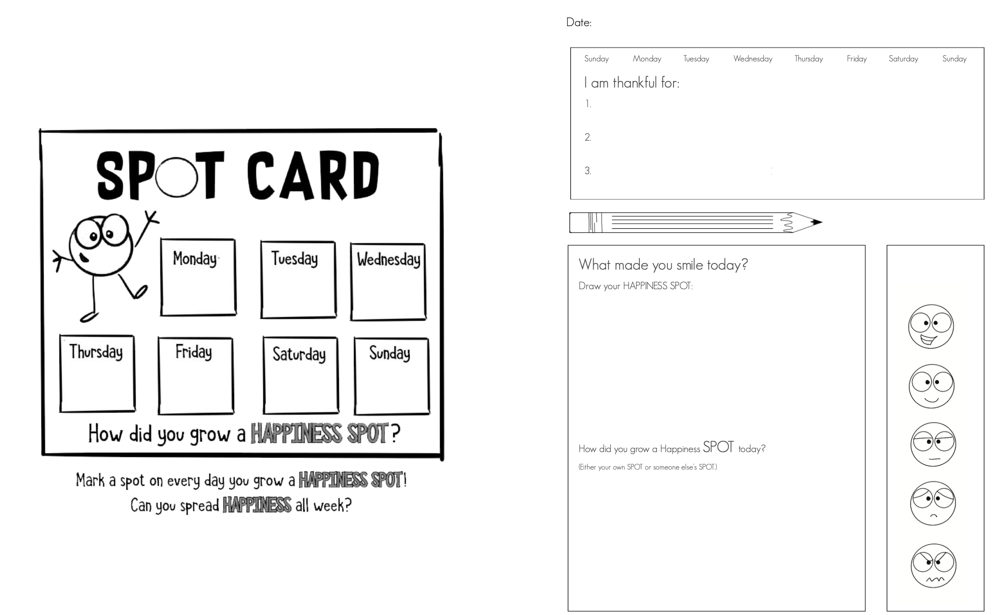 SPOT CARD
Monday Tuesday Wednesday
Thursday Friday Saturday Sunday
How did you grow a HAPPINESS SPOT?
Mark a spot on every day you grow a HAPPINESS SPOT!
Can you spread HAPPINESS all week?
Date:
Sunday Monday Tuesday Wednesday Thursday Friday Saturday Sunday
I am thankful for:
1.
2.
3.
What made you smile today?
Draw your HAPPINESS SPOT:
How did you grow a Happiness SPOT today?
(Either your own SPOT or someone else's SPOT.)